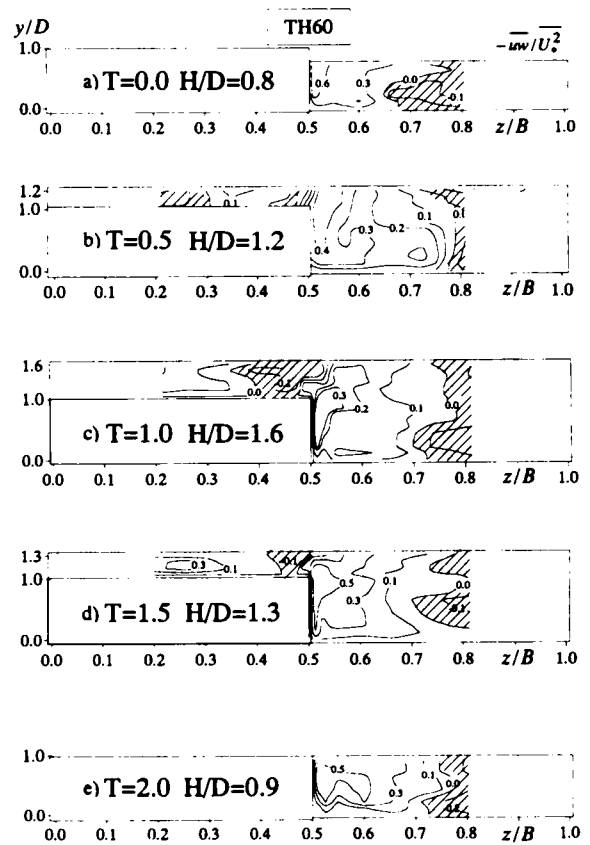 y/D TH60 -uw/U*²
1.0
a) T=0.0 H/D=0.8 0.6 0.3 0.0 -0.1
0.0
0.0 0.1 0.2 0.3 0.4 0.5 0.6 0.7 0.8 z/B 1.0
1.2
1.0 0.1 0.1
b) T=0.5 H/D=1.2 0.4 0.3 0.2
0.0
0.0 0.1 0.2 0.3 0.4 0.5 0.6 0.7 0.8 z/B 1.0
1.6
1.0 0.0 -0.1 0.3 0.2 0.1 0.0
c) T=1.0 H/D=1.6
0.0
0.0 0.1 0.2 0.3 0.4 0.5 0.6 0.7 0.8 z/B 1.0
1.3
1.0 0.3 0.1 -0.1 0.5 0.1 0.0
d) T=1.5 H/D=1.3 0.3 -0.1
0.0
0.0 0.1 0.2 0.3 0.4 0.5 0.6 0.7 0.8 z/B 1.0
1.0
e) T=2.0 H/D=0.9 0.5 0.3 0.1 0.0
0.0
0.0 0.1 0.2 0.3 0.4 0.5 0.6 0.7 0.8 z/B 1.0